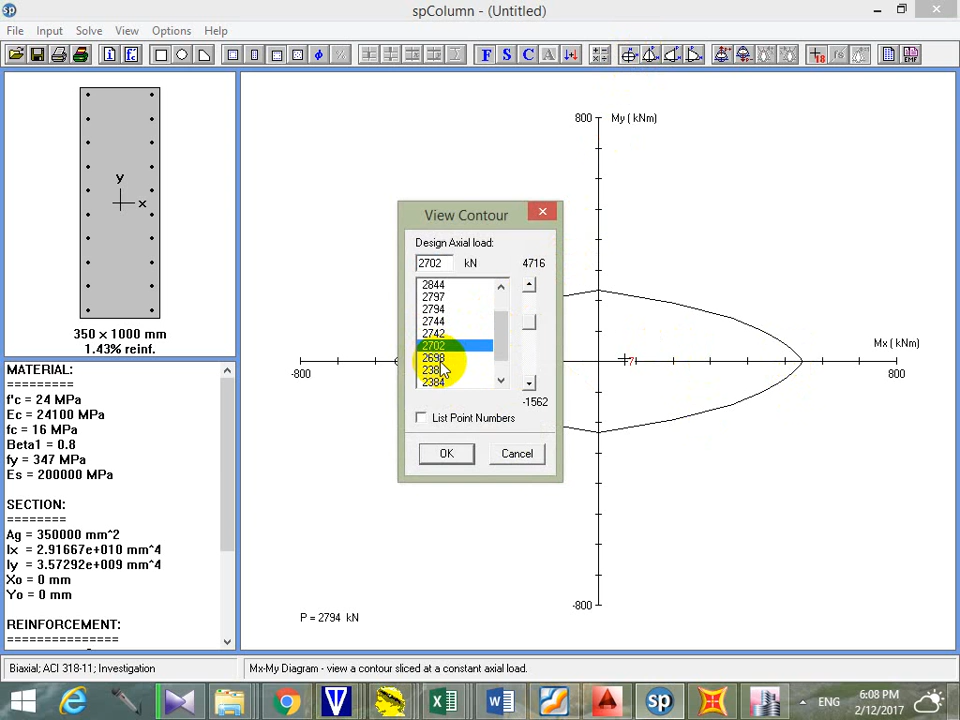 spColumn - (Untitled)
File Input Solve View Options Help
y
x
350 x 1000 mm
1.43% reinf.
MATERIAL:
=========
f'c = 24 MPa
Ec = 24100 MPa
fc = 16 MPa
Beta1 = 0.8
fy = 347 MPa
Es = 200000 MPa
SECTION:
========
Ag = 350000 mm^2
Ix = 2.91667e+010 mm^4
Iy = 3.57292e+009 mm^4
Xo = 0 mm
Yo = 0 mm
REINFORCEMENT:
==============
800
My ( kNm)
View Contour
Design Axial load:
2702 kN 4716
2844
2797
2794
2744
2742
2702
2698
2384
-1562
List Point Numbers
OK Cancel
-800
Mx ( kNm)
800
-800
P = 2794 kN
Biaxial; ACI 318-11; Investigation
Mx-My Diagram - view a contour sliced at a constant axial load.
ENG
6:08 PM
2/12/2017